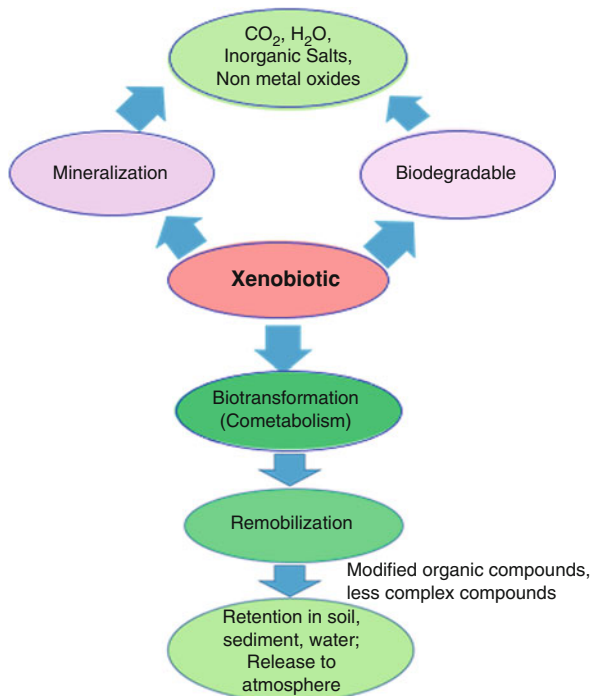 CO2, H2O,
Inorganic Salts,
Non metal oxides
Mineralization
Biodegradable
Xenobiotic
Biotransformation
(Cometabolism)
Remobilization
Modified organic compounds,
less complex compounds
Retention in soil,
sediment, water;
Release to
atmosphere